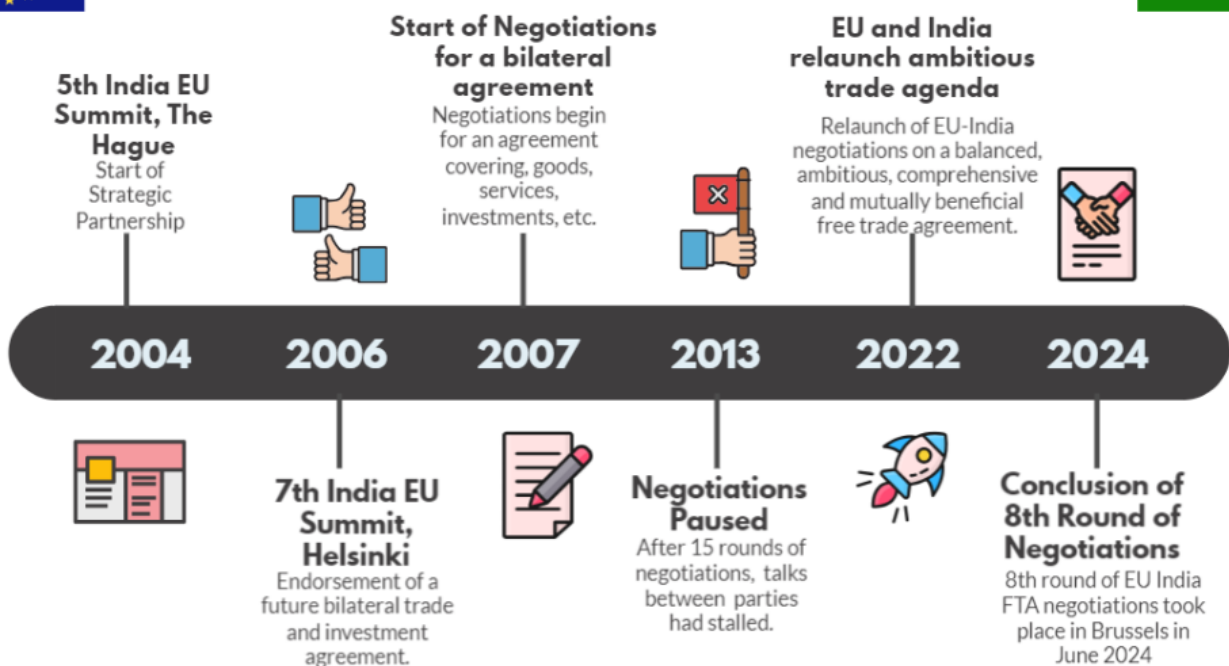 5th India EU
Summit, The
Hague
Start of
Strategic
Partnership
Start of Negotiations
for a bilateral
agreement
Negotiations begin
for an agreement
covering, goods,
services,
investments, etc.
EU and India
relaunch ambitious
trade agenda
Relaunch of EU-India
negotiations on a balanced,
ambitious, comprehensive
and mutually beneficial
free trade agreement.
2004
2006
2007
2013
2022
2024
7th India EU
Summit,
Helsinki
Endorsement of a
future bilateral trade
and investment
agreement.
Negotiations
Paused
After 15 rounds of
negotiations, talks
between parties
had stalled.
Conclusion of
8th Round of
Negotiations
8th round of EU India
FTA negotiations took
place in Brussels in
June 2024